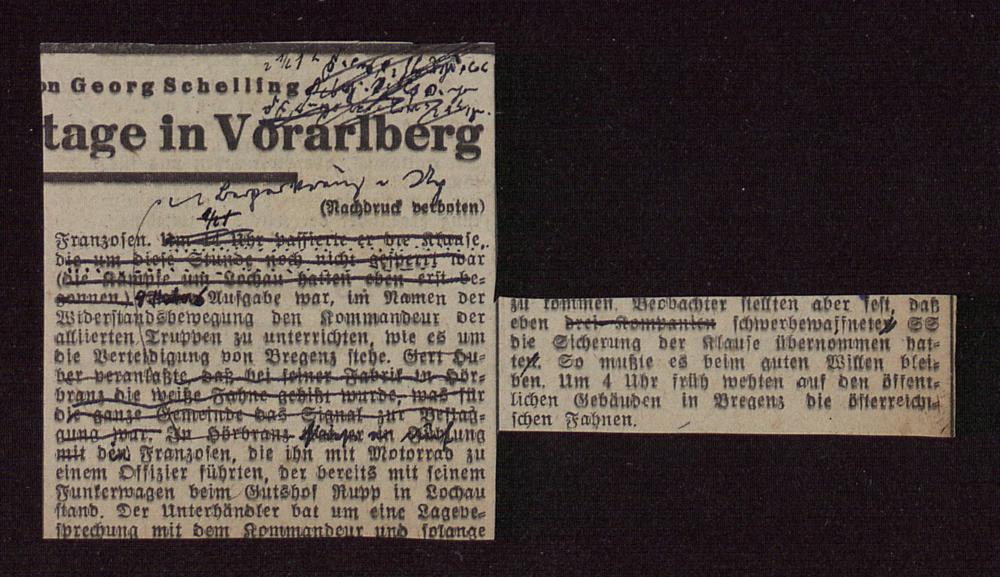 on Georg Schelling
tage in Vorarlberg
(Nachdruck verboten)
Franzosen. Um 11 Uhr passierte er die Klause,
die um diese Stunde noch nicht gesperrt war
(die Kämpfe um Lochau hatten eben erst be-
gonnen). Aufgabe war, im Namen der
Widerstandsbewegung den Kommandeur der
alliierten Truppen zu unterrichten, wie es um
die Verteidigung von Bregenz stehe. Gert Hu-
ber veranlaßte, daß bei seiner Fabrik in Hör-
branz die weiße Fahne gehißt wurde, was für
die ganze Gemeinde das Signal zur Beflag-
gung war. In Hörbranz er in Fühlung
mit den Franzosen, die ihn mit Motorrad zu
einem Offizier führten, der bereits mit seinem
Funkerwagen beim Gutshof Rupp in Lochau
stand. Der Unterhändler bat um eine Lagebe-
sprechung mit dem Kommandeur und solange
zu kommen. Beobachter stellten aber fest, daß
eben drei Kompanien schwerbewaffneter SS
die Sicherung der Klause übernommen hat-
ten. So mußte es beim guten Willen blei-
ben. Um 4 Uhr früh wehten auf den öffent-
lichen Gebäuden in Bregenz die österreichi-
schen Fahnen.